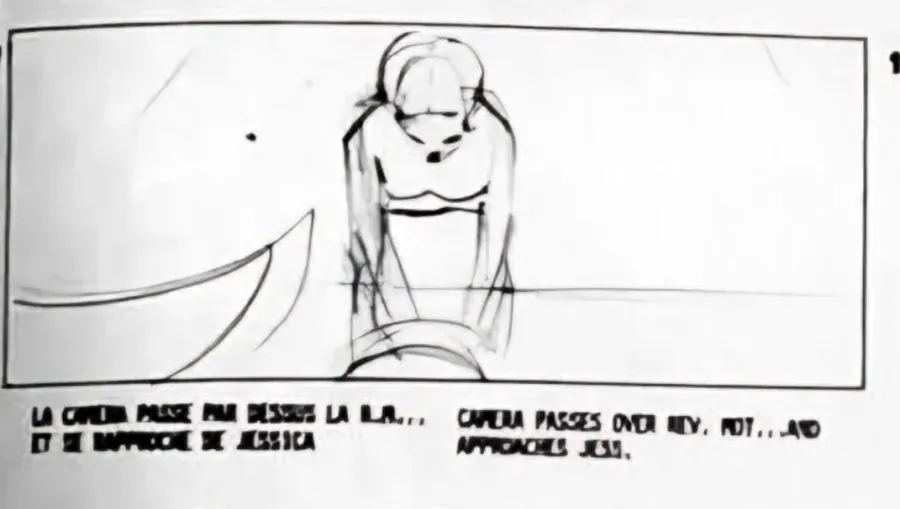 LA CAMERA PASSE PAR DESSUS LA R.M...
ET SE RAPPROCHE DE JESSICA
CAMERA PASSES OVER REV. MOT...AND
APPROACHES JESS.